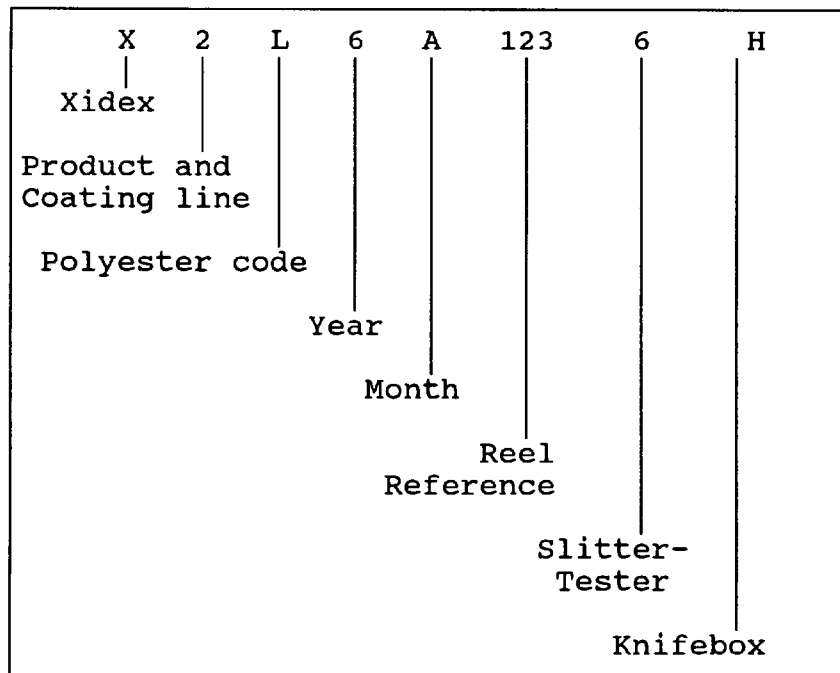 X 2 L 6 A 123 6 H
Xidex
Product and
Coating line
Polyester code
Year
Month
Reel
Reference
Slitter-
Tester
Knifebox